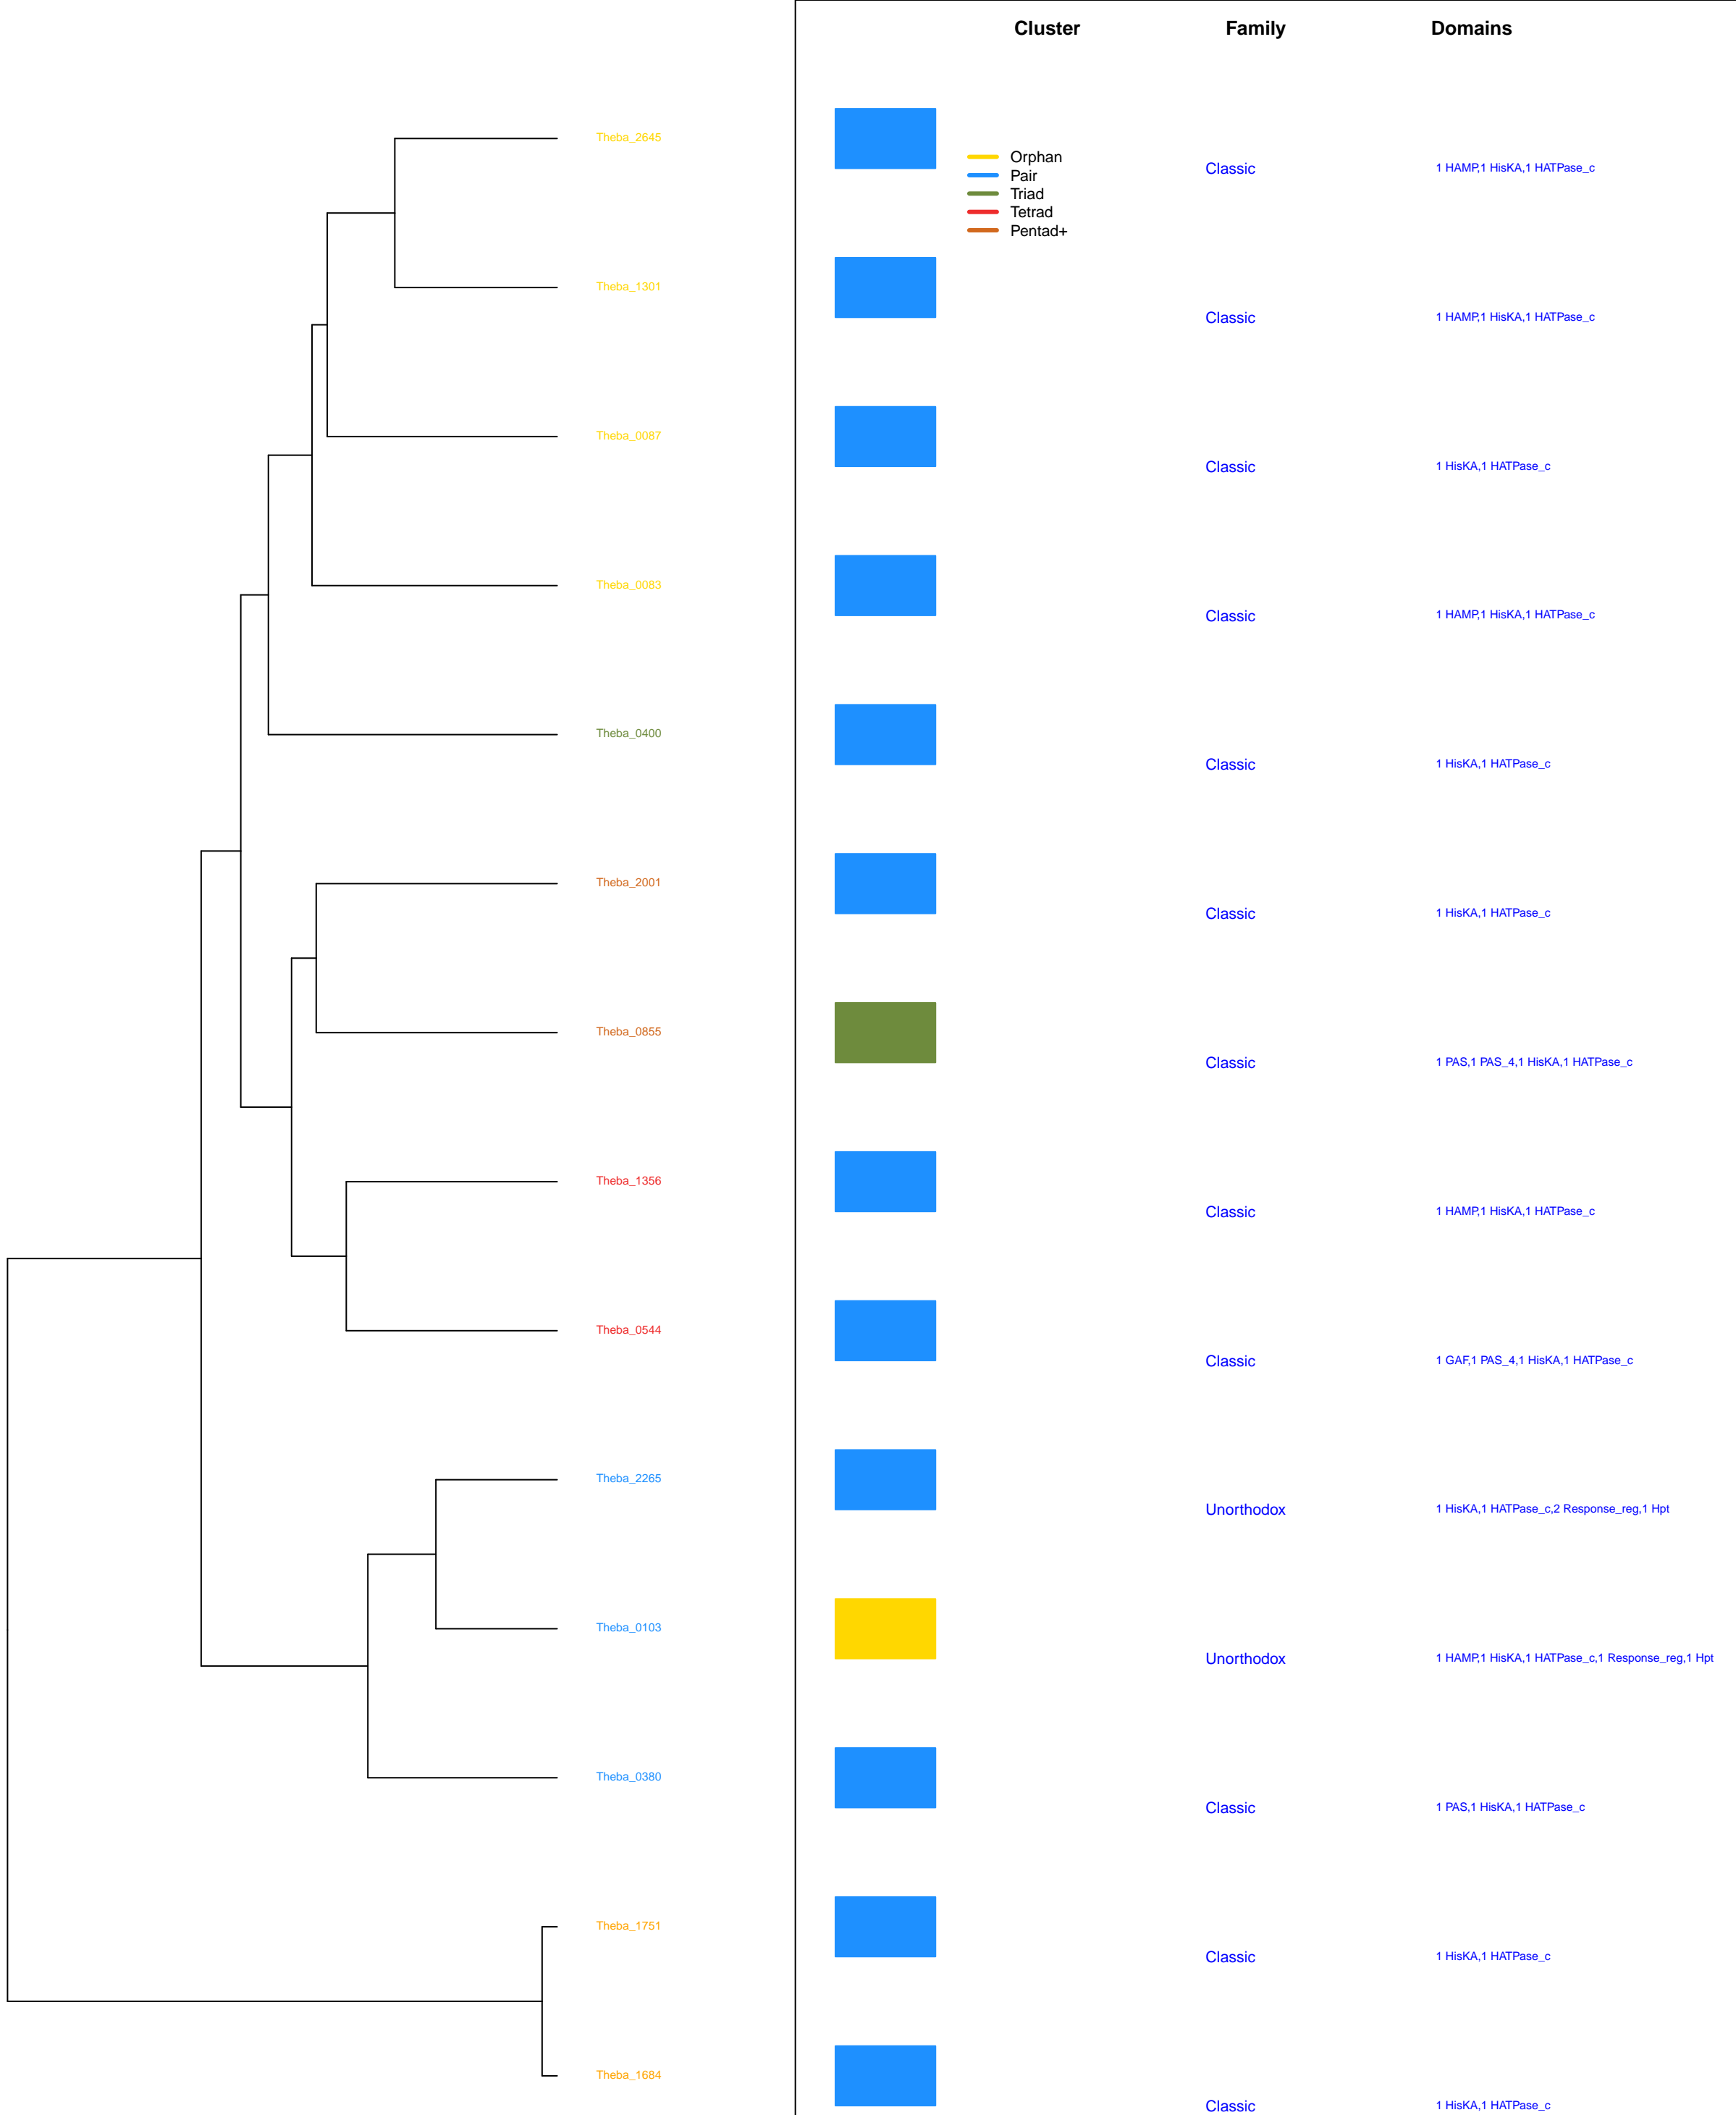 Cluster Family Domains
Theba_2645
Orphan
Classic 1 HAMP,1 HisKA,1 HATPase_c
Pair
Triad
Tetrad
Pentad+
Theba_1301
Classic 1 HAMP,1 HisKA,1 HATPase_c
Theba_0087
Classic 1 HisKA,1 HATPase_c
Theba_0083
Classic 1 HAMP,1 HisKA,1 HATPase_c
Theba_0400
Classic 1 HisKA,1 HATPase_c
Theba_2001
Classic 1 HisKA,1 HATPase_c
Theba_0855
Classic 1 PAS,1 PAS_4,1 HisKA,1 HATPase_c
Theba_1356
Classic 1 HAMP,1 HisKA,1 HATPase_c
Theba_0544
Classic 1 GAF,1 PAS_4,1 HisKA,1 HATPase_c
Theba_2265
Unorthodox 1 HisKA,1 HATPase_c,2 Response_reg,1 Hpt
Theba_0103
Unorthodox 1 HAMP,1 HisKA,1 HATPase_c,1 Response_reg,1 Hpt
Theba_0380
Classic 1 PAS,1 HisKA,1 HATPase_c
Theba_1751
Classic 1 HisKA,1 HATPase_c
Theba_1684
Classic 1 HisKA,1 HATPase_c